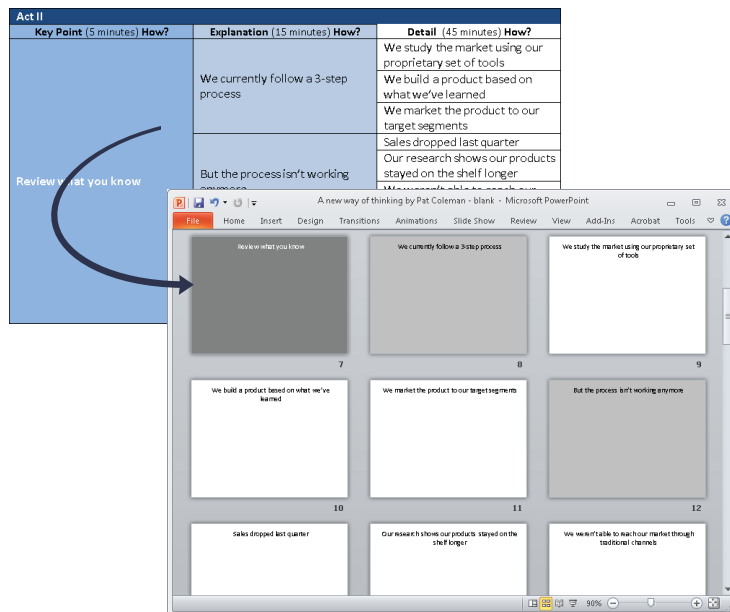 Act II
Key Point (5 minutes) How?
Explanation (15 minutes) How?
Detail (45 minutes) How?
Review what you know
We currently follow a 3-step
process
We study the market using our
proprietary set of tools
We build a product based on
what we've learned
We market the product to our
target segments
But the process isn't working
anymore
Sales dropped last quarter
Our research shows our products
stayed on the shelf longer
We weren't able to reach our
A new way of thinking by Pat Coleman - blank - Microsoft PowerPoint
File Home Insert Design Transitions Animations Slide Show Review View Add-Ins Acrobat Tools
Review what you know
7
We currently follow a 3-step process
8
We study the market using our proprietary set
of tools
9
We build a product based on what we've
learned
10
We market the product to our target segments
11
But the process isn't working anymore
12
Sales dropped last quarter
Our research shows our products stayed on the
shelf longer
We weren't able to reach our market through
traditional channels
90%